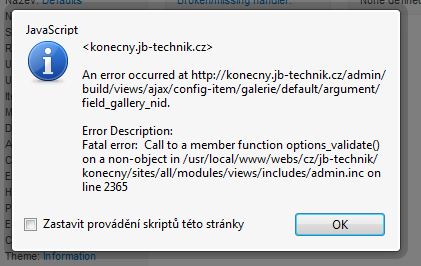 Name: Defaults
Broken/missing handler:
None define
JavaScript
<konecny.jb-technik.cz>
An error occurred at http://konecny.jb-technik.cz/admin/
build/views/ajax/config-item/galerie/default/argument/
field_gallery_nid.
Error Description:
Fatal error:  Call to a member function options_validate()
on a non-object in /usr/local/www/webs/cz/jb-technik/
konecny/sites/all/modules/views/includes/admin.inc on
line 2365
Zastavit provádění skriptů této stránky
OK
Theme: Information